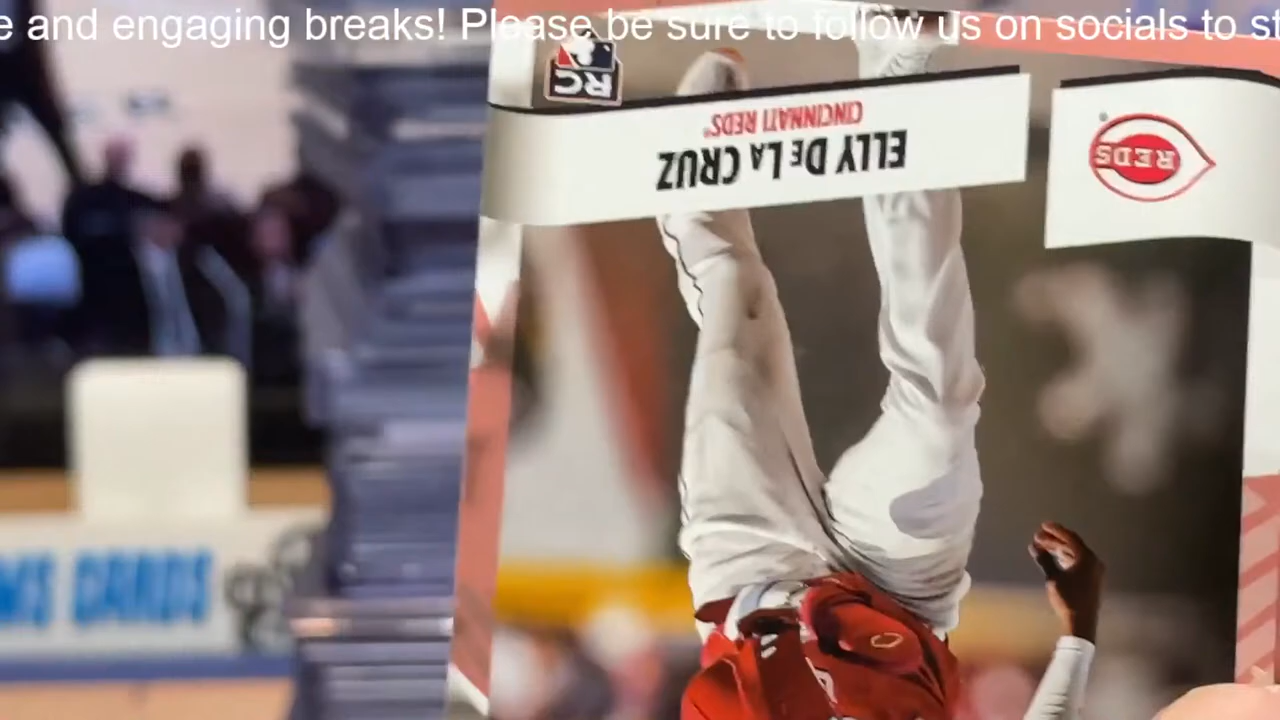 e and engaging breaks! Please be sure to follow us on socials to st
RC
CINCINNATI REDS
ELLY DE LA CRUZ
REDS